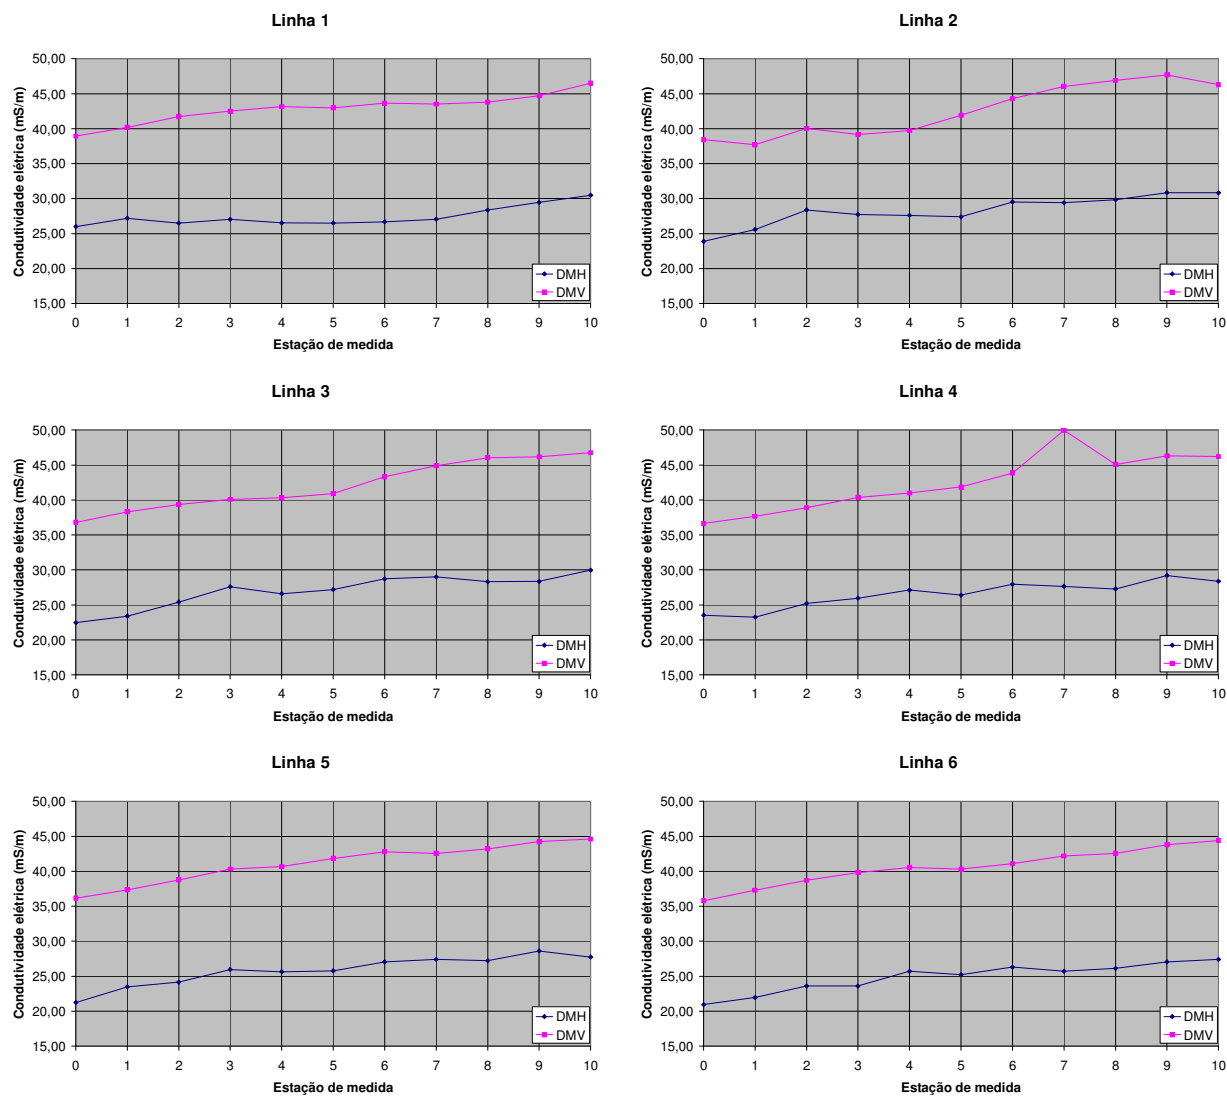 Linha 1
50,00
45,00
40,00
35,00
30,00
25,00
20,00
15,00
Condutividade elétrica (mS/m)
DMH
DMV
0 1 2 3 4 5 6 7 8 9 10
Estação de medida
Linha 2
50,00
45,00
40,00
35,00
30,00
25,00
20,00
15,00
Condutividade elétrica (mS/m)
DMH
DMV
0 1 2 3 4 5 6 7 8 9 10
Estação de medida
Linha 3
50,00
45,00
40,00
35,00
30,00
25,00
20,00
15,00
Condutividade elétrica (mS/m)
DMH
DMV
0 1 2 3 4 5 6 7 8 9 10
Estação de medida
Linha 4
50,00
45,00
40,00
35,00
30,00
25,00
20,00
15,00
Condutividade elétrica (mS/m)
DMH
DMV
0 1 2 3 4 5 6 7 8 9 10
Estação de medida
Linha 5
50,00
45,00
40,00
35,00
30,00
25,00
20,00
15,00
Condutividade elétrica (mS/m)
DMH
DMV
0 1 2 3 4 5 6 7 8 9 10
Estação de medida
Linha 6
50,00
45,00
40,00
35,00
30,00
25,00
20,00
15,00
Condutividade elétrica (mS/m)
DMH
DMV
0 1 2 3 4 5 6 7 8 9 10
Estação de medida